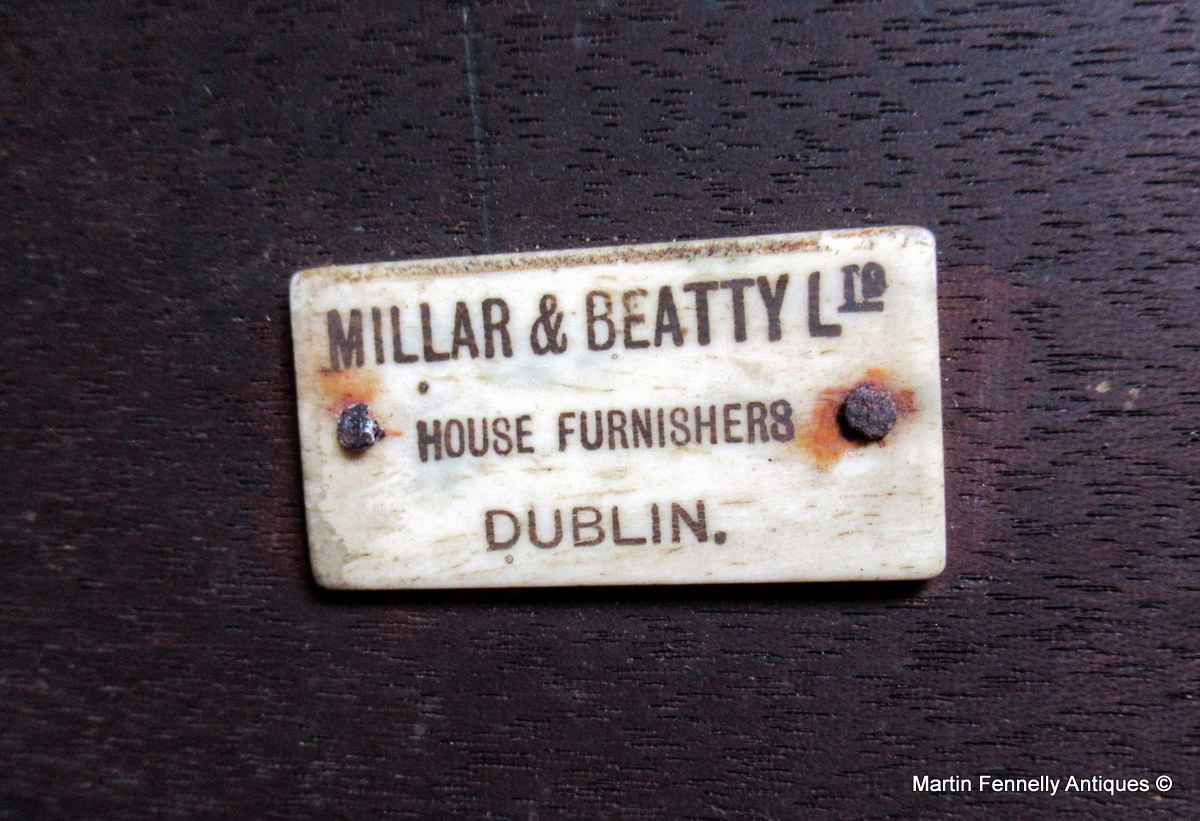 MILLAR & BEATTY LTD
HOUSE FURNISHERS
DUBLIN.
Martin Fennelly Antiques ©